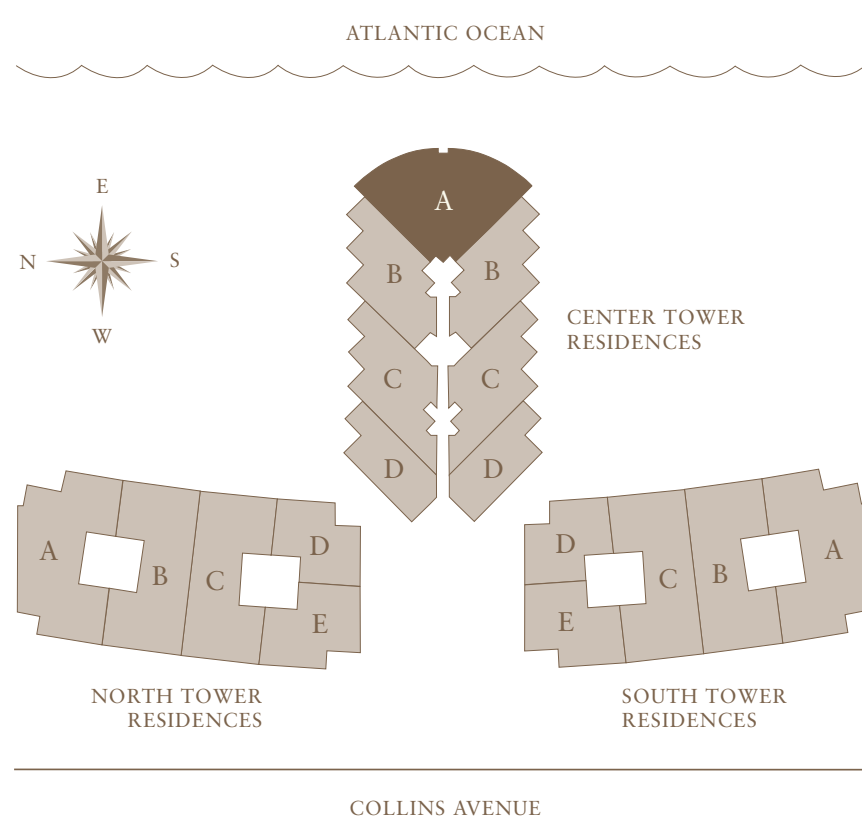 ATLANTIC OCEAN
E
N
S
W
A
B
B
CENTER TOWER
RESIDENCES
C
C
D
D
A
B
C
D
E
D
E
C
B
A
NORTH TOWER
RESIDENCES
SOUTH TOWER
RESIDENCES
COLLINS AVENUE